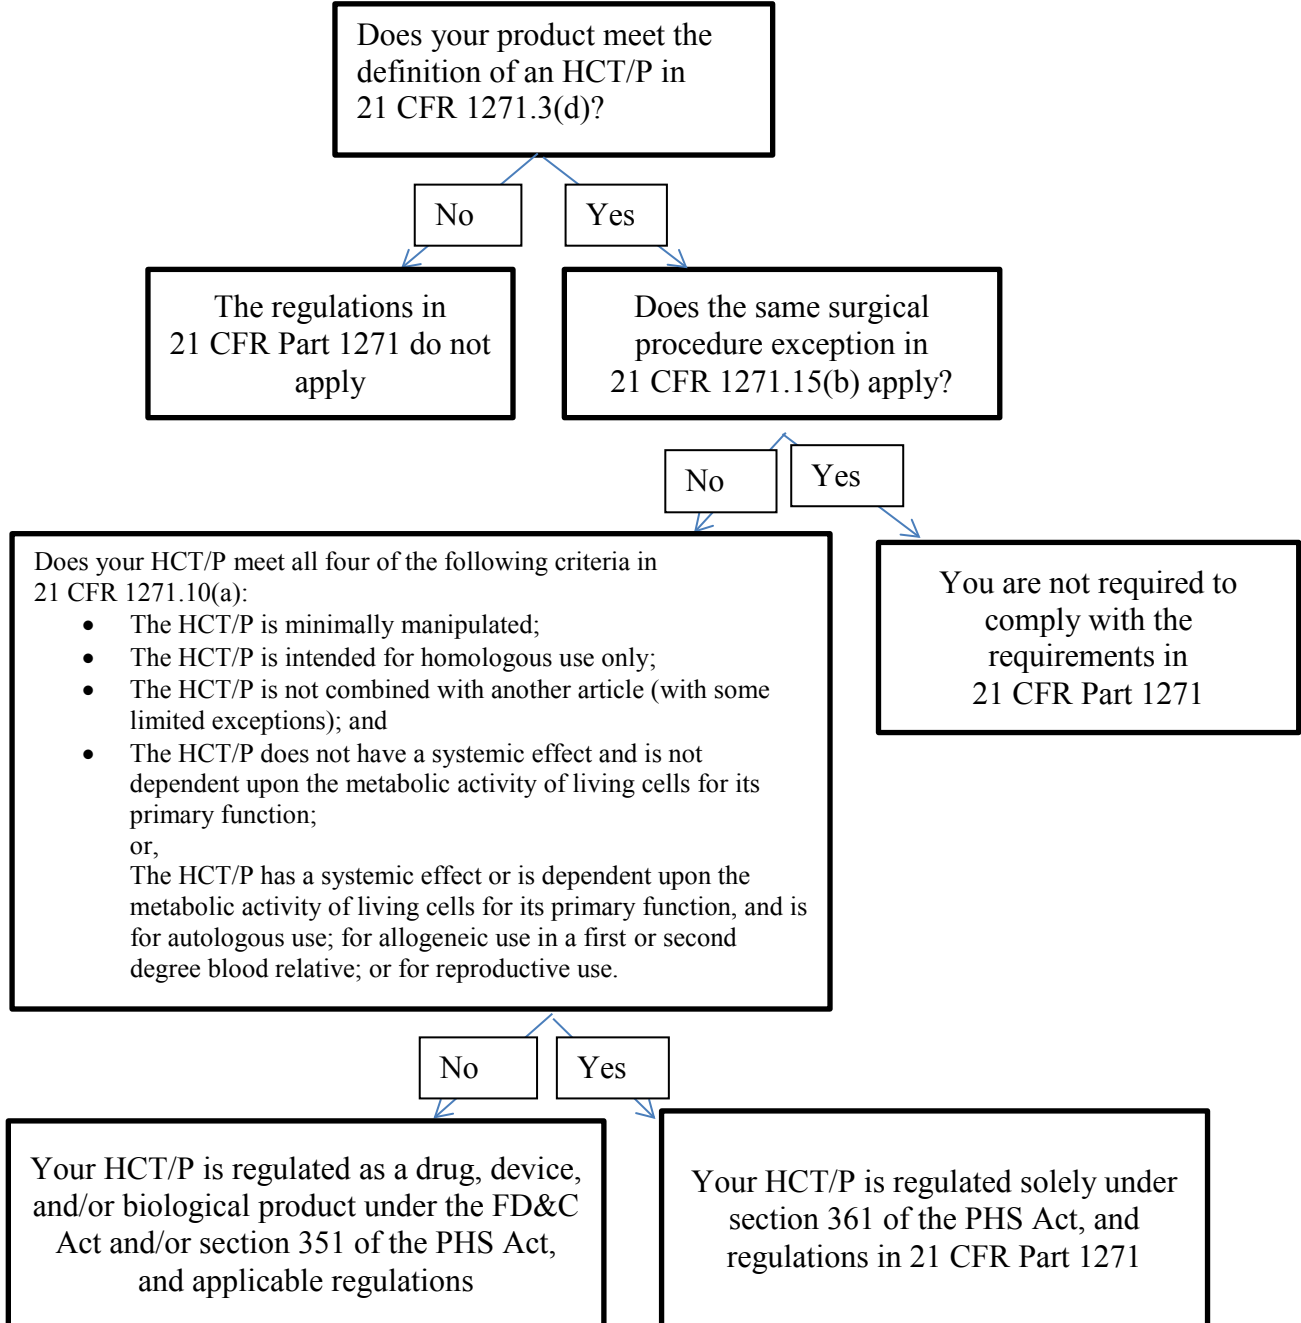 Does your product meet the
definition of an HCT/P in
21 CFR 1271.3(d)?
No
Yes
The regulations in
21 CFR Part 1271 do not
apply
Does the same surgical
procedure exception in
21 CFR 1271.15(b) apply?
No
Yes
Does your HCT/P meet all four of the following criteria in
21 CFR 1271.10(a):
• The HCT/P is minimally manipulated;
• The HCT/P is intended for homologous use only;
• The HCT/P is not combined with another article (with some
limited exceptions); and
• The HCT/P does not have a systemic effect and is not
dependent upon the metabolic activity of living cells for its
primary function;
or,
The HCT/P has a systemic effect or is dependent upon the
metabolic activity of living cells for its primary function, and is
for autologous use; for allogeneic use in a first or second
degree blood relative; or for reproductive use.
You are not required to
comply with the
requirements in
21 CFR Part 1271
No
Yes
Your HCT/P is regulated as a drug, device,
and/or biological product under the FD&C
Act and/or section 351 of the PHS Act,
and applicable regulations
Your HCT/P is regulated solely under
section 361 of the PHS Act, and
regulations in 21 CFR Part 1271